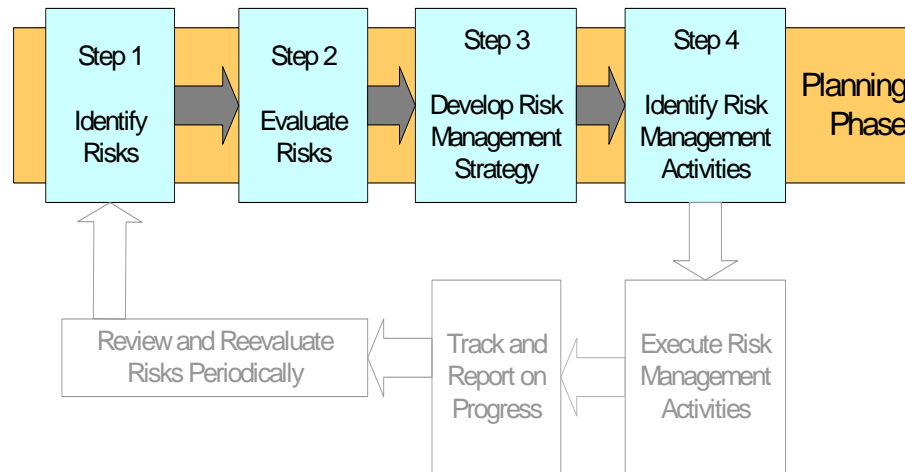 Step 1
Identify
Risks
Step 2
Evaluate
Risks
Step 3
Develop Risk
Management
Strategy
Step 4
Identify Risk
Management
Activities
Planning
Phase
Review and Reevaluate
Risks Periodically
Track and
Report on
Progress
Execute Risk
Management
Activities